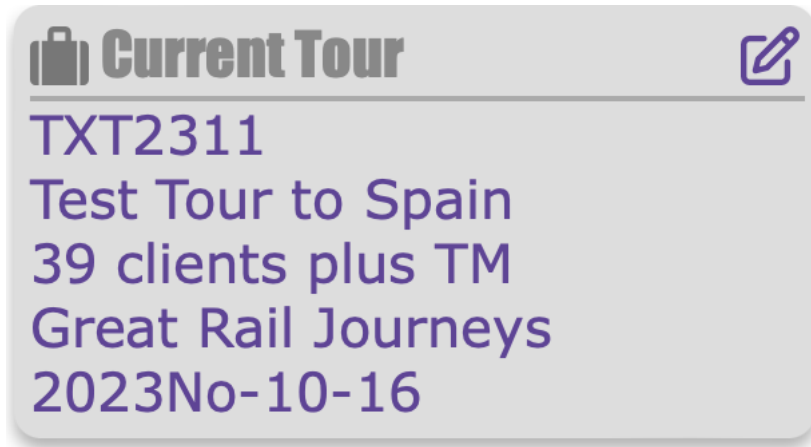 Current Tour
TXT2311
Test Tour to Spain
39 clients plus TM
Great Rail Journeys
2023No-10-16